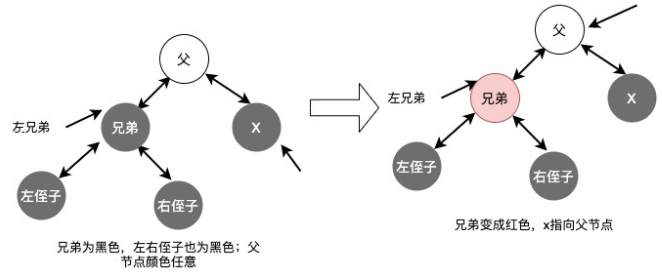 父
左兄弟
兄弟
X
左侄子
右侄子
兄弟为黑色，左右侄子也为黑色；父
节点颜色任意
父
左兄弟
兄弟
X
左侄子
右侄子
兄弟变成红色，x指向父节点